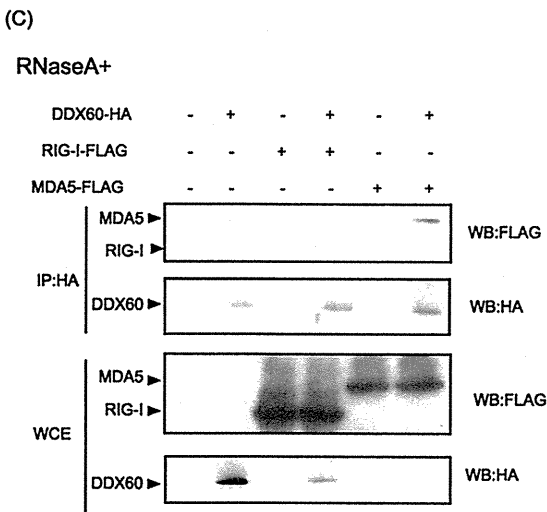 (C)
RNaseA+
DDX60-HA - + - + - +
RIG-I-FLAG - - + + - -
MDA5-FLAG - - - - + +
MDA5
RIG-I
WB:FLAG
IP:HA
DDX60
WB:HA
MDA5
RIG-I
WB:FLAG
WCE
DDX60
WB:HA